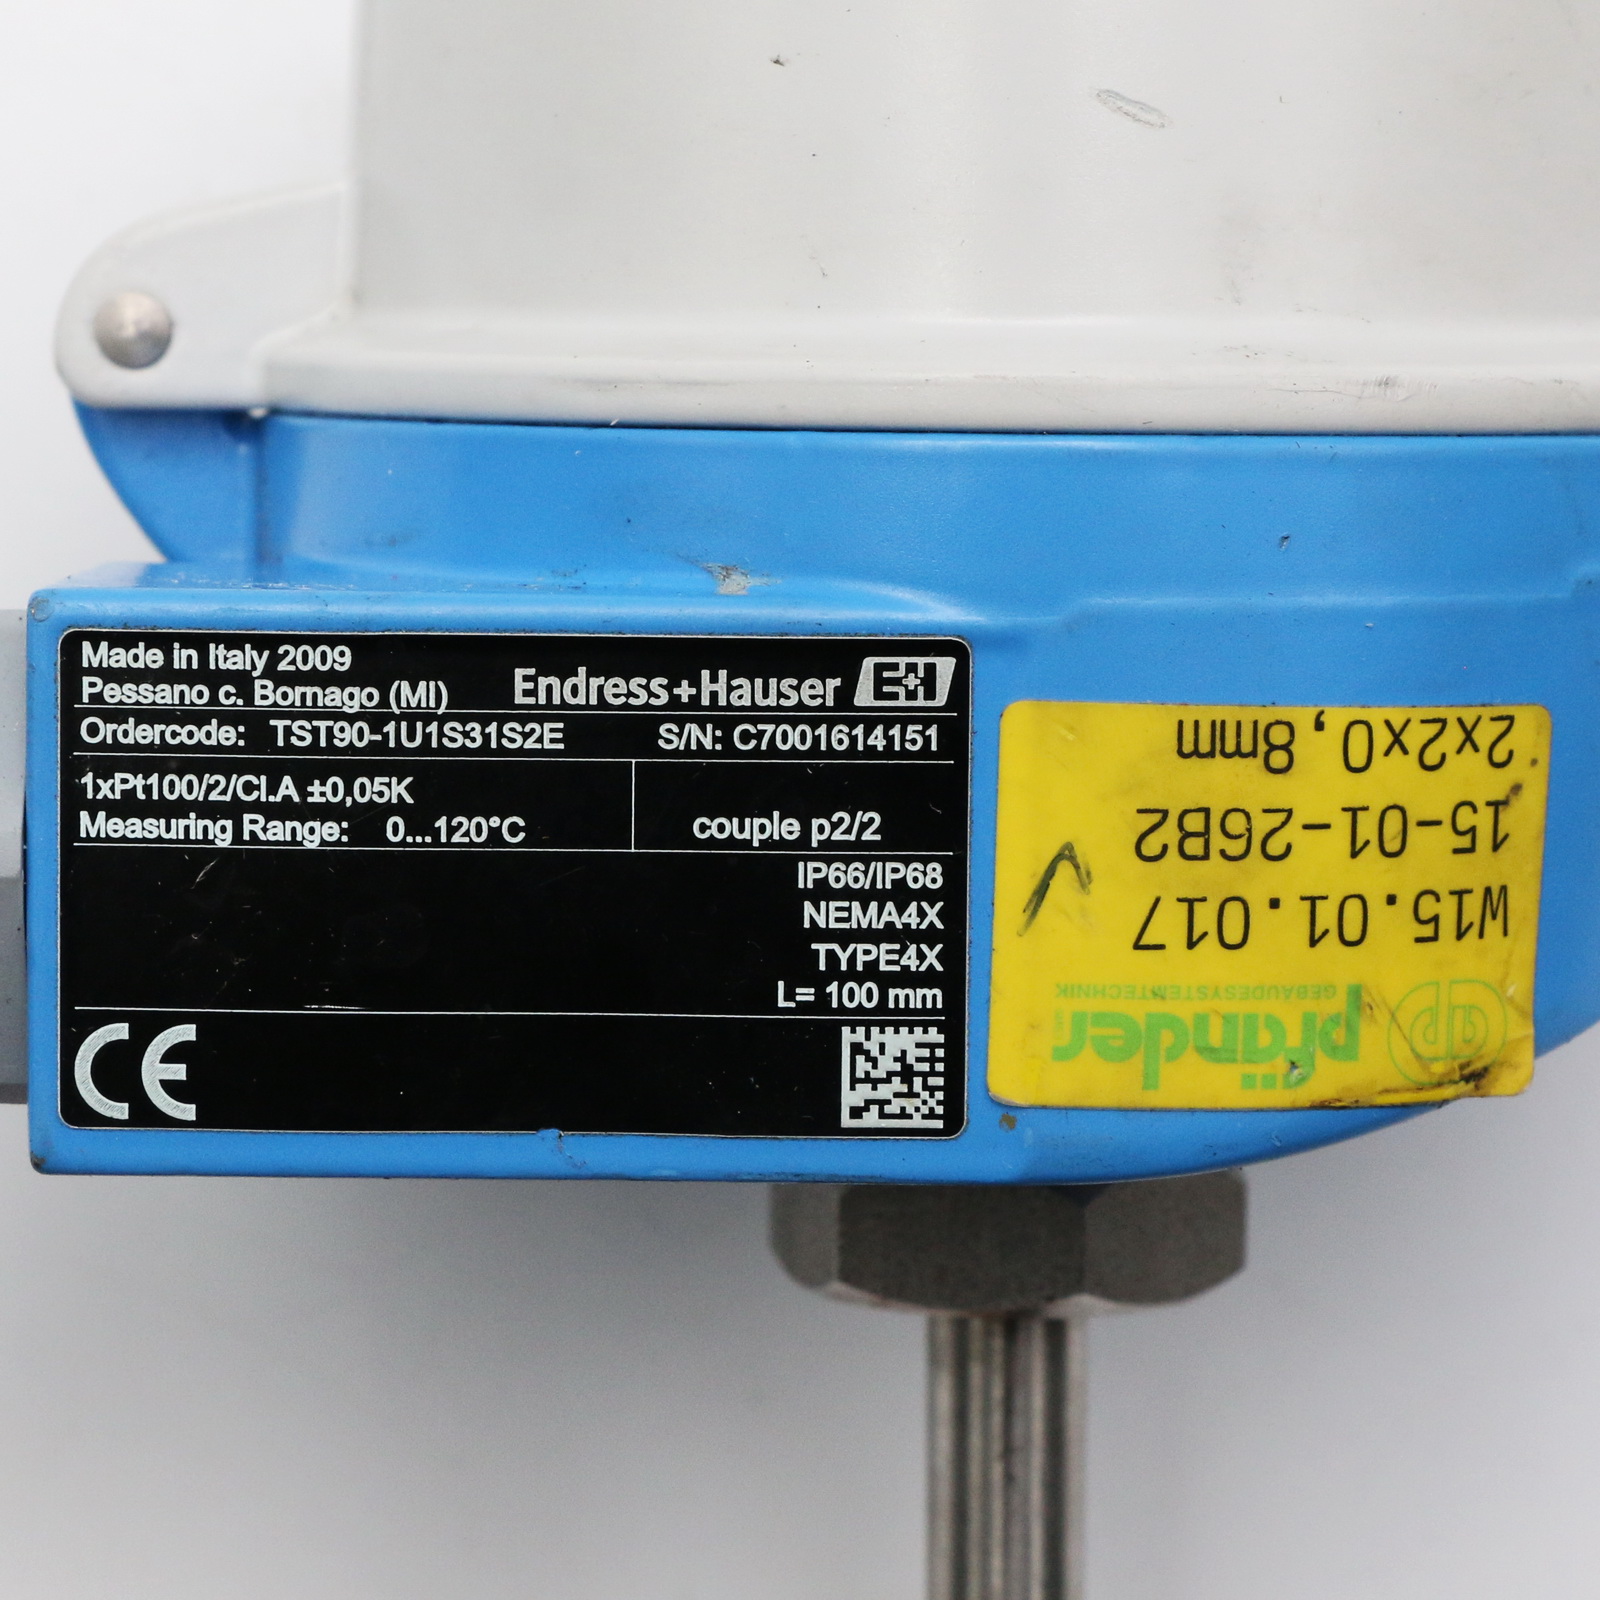 Made in Italy 2009
Pessano c. Bornago (MI)
Endress+Hauser E+H
Ordercode: TST90-1U1S31S2E S/N: C7001614151
1xPt100/2/Cl.A ±0,05K
Measuring Range: 0...120°C
couple p2/2
IP66/IP68
NEMA4X
TYPE4X
L= 100 mm
CE
pfänder
GEBÄUDESYSTEMTECHNIK
W15.01.017
15-01-26B2
2x2x0,8mm